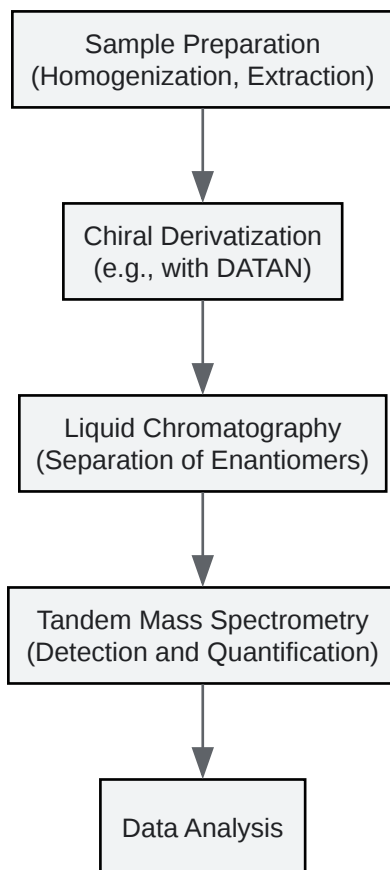 Sample Preparation
(Homogenization, Extraction)
Chiral Derivatization
(e.g., with DATAN)
Liquid Chromatography
(Separation of Enantiomers)
Tandem Mass Spectrometry
(Detection and Quantification)
Data Analysis